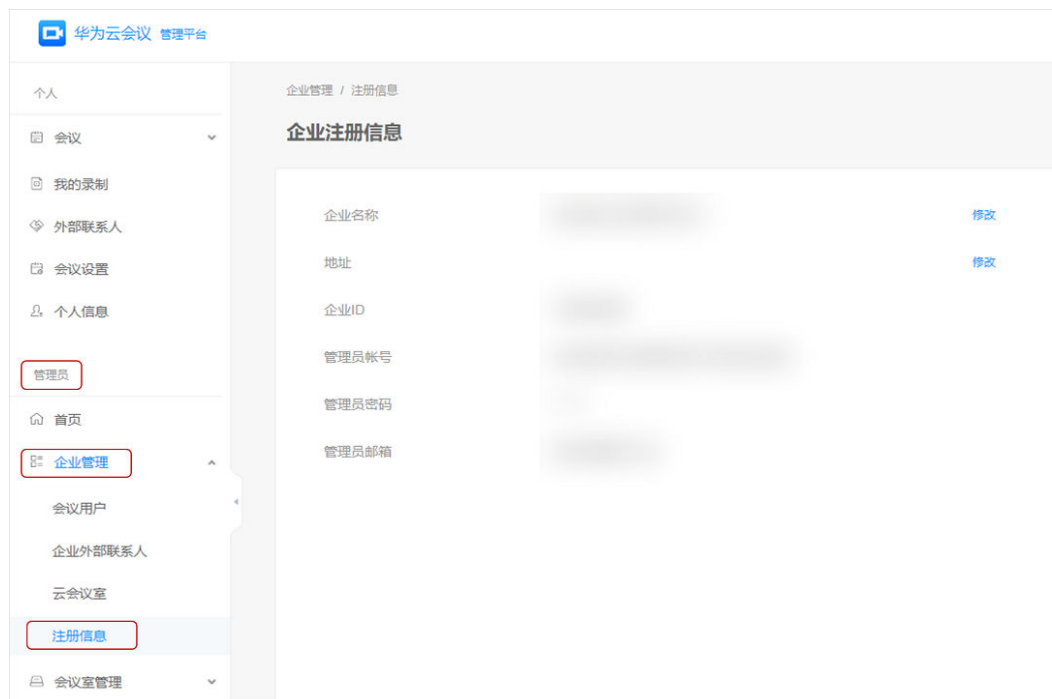 华为云会议 管理平台
个人
会议
我的录制
外部联系人
会议设置
个人信息
管理员
首页
企业管理
会议用户
企业外部联系人
云会议室
注册信息
会议室管理
企业管理 / 注册信息
企业注册信息
企业名称 修改
地址 修改
企业ID
管理员帐号
管理员密码
管理员邮箱